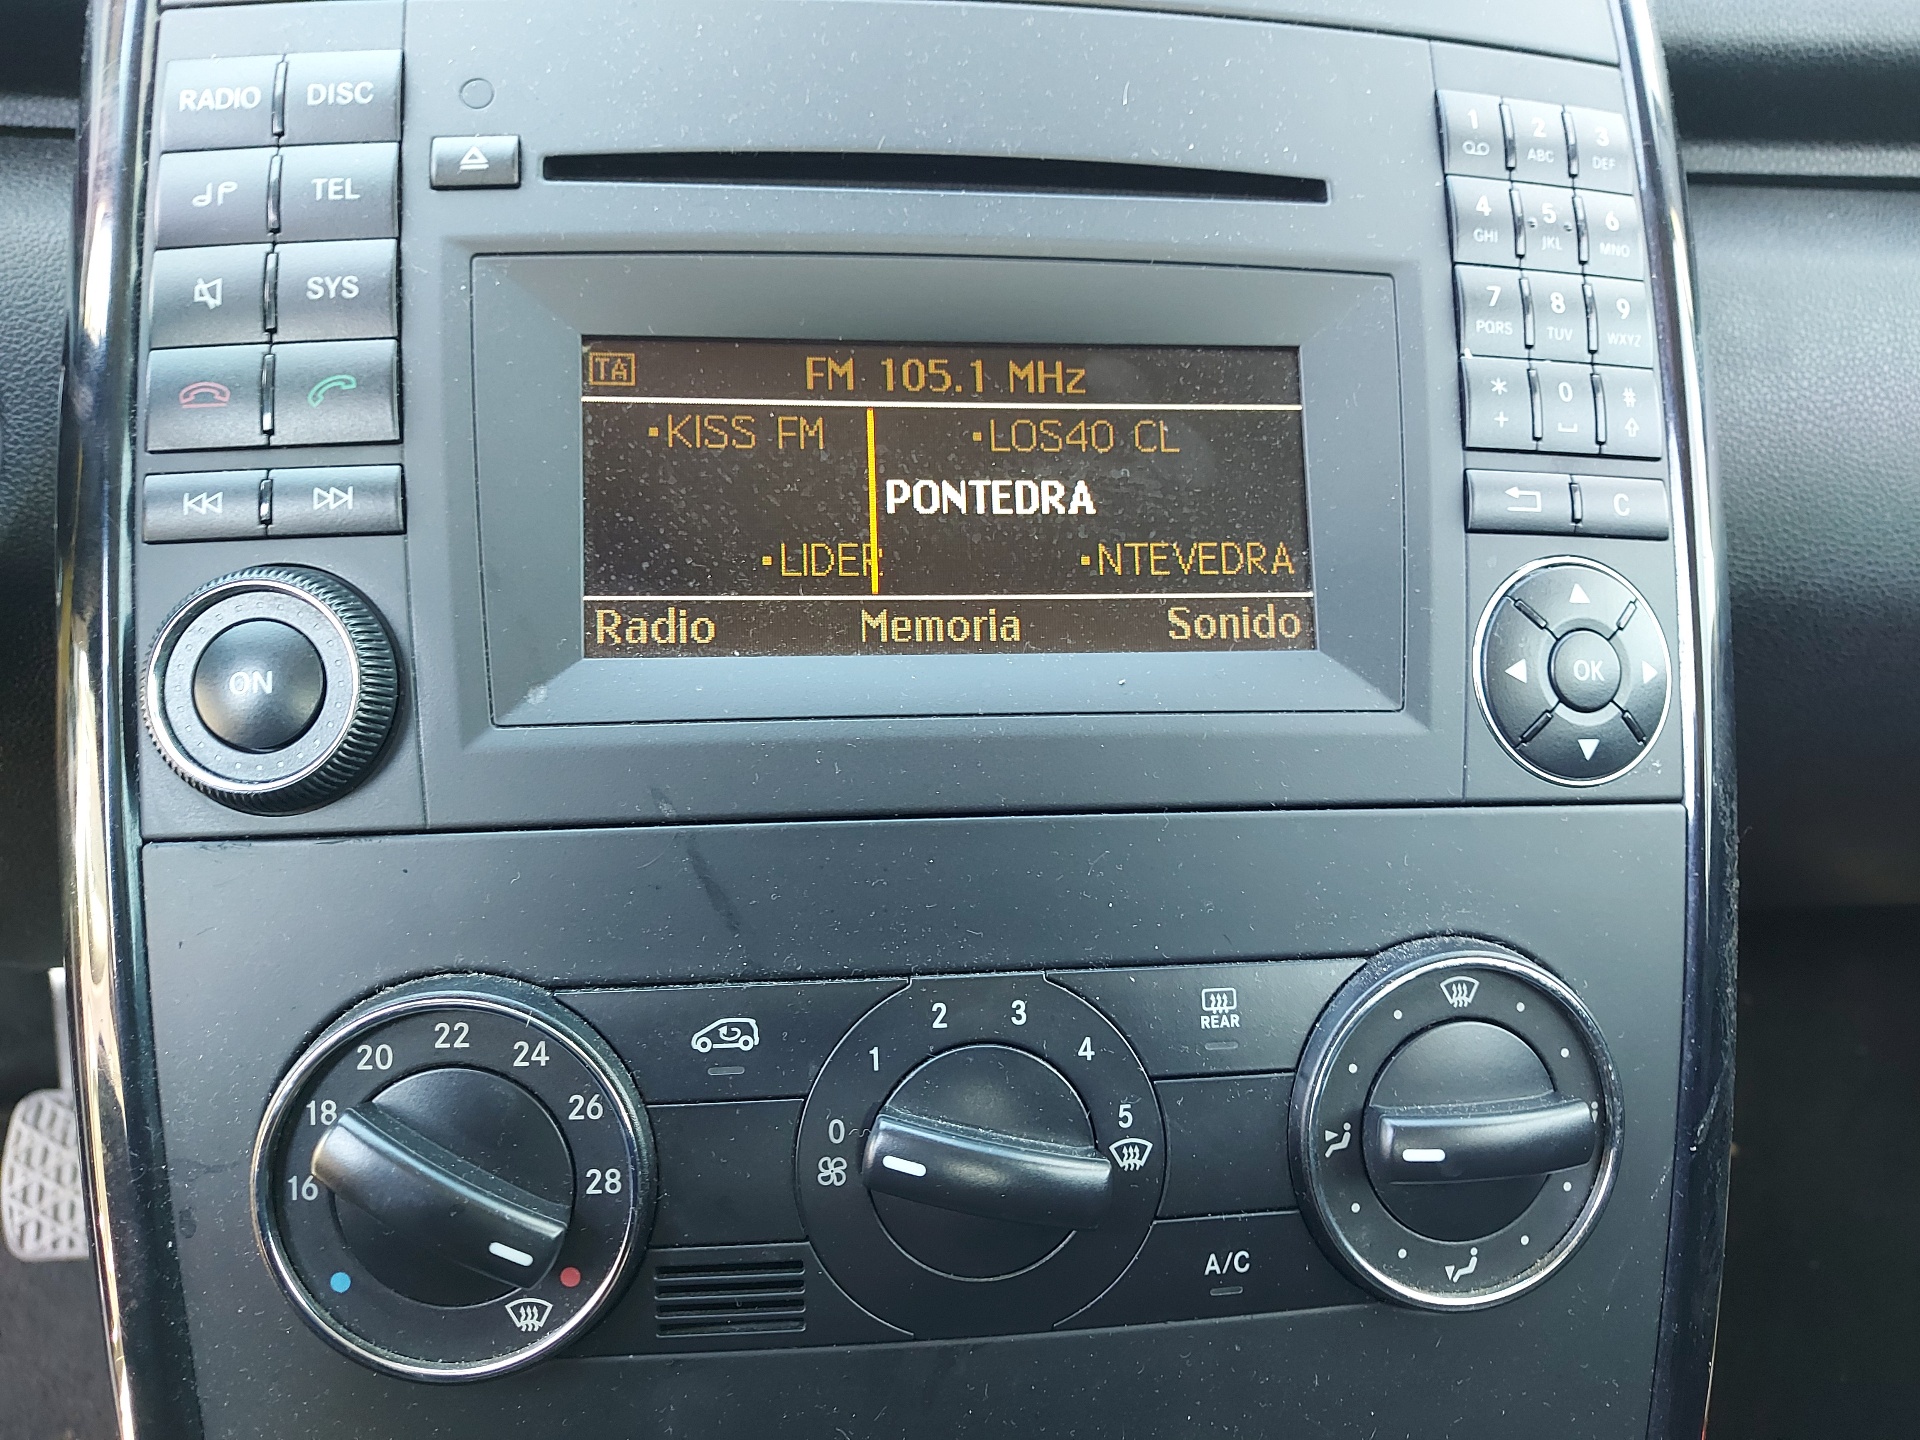 RADIO DISC
TEL
SYS
ON
TA FM 105.1 MHz
KISS FM LOS40 CL
PONTEDRA
LIDER NTEVEDRA
Radio Memoria Sonido
1 2 3
ABC DEF
4 5 6
GHI JKL MNO
7 8 9
PQRS TUV WXYZ
* 0 #
+
C
OK
16 18 20 22 24 26 28
0 1 2 3 4 5
REAR
A/C